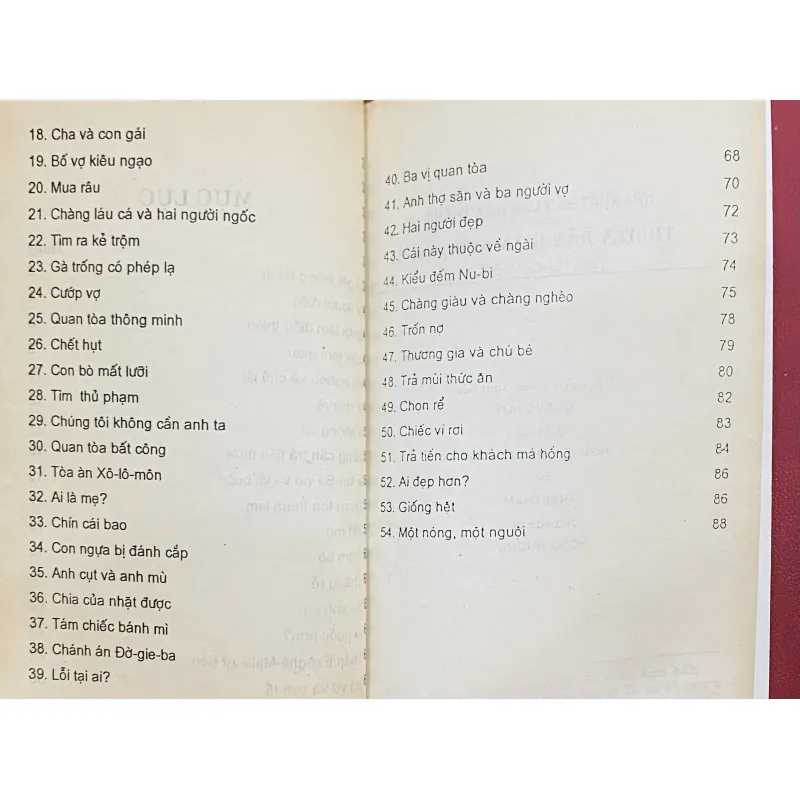 18. Cha và con gái
19. Bố vợ kiêu ngạo
20. Mua râu
21. Chàng láu cá và hai người ngốc
22. Tìm ra kẻ trộm
23. Gà trống có phép lạ
24. Cướp vợ
25. Quan tòa thông minh
26. Chết hụt
27. Con bò mất lưỡi
28. Tìm thủ phạm
29. Chúng tôi không cần anh ta
30. Quan tòa bất công
31. Tòa àn Xô-lô-môn
32. Ai là mẹ?
33. Chín cái bao
34. Con ngựa bị đánh cắp
35. Anh cụt và anh mù
36. Chia của nhặt được
37. Tám chiếc bánh mì
38. Chánh án Đờ-gie-ba
39. Lỗi tại ai?
40. Ba vị quan tòa 68
41. Anh thợ săn và ba người vợ 70
42. Hai người đẹp 72
43. Cái này thuộc về ngài 73
44. Kiểu đếm Nu-bi 74
45. Chàng giàu và chàng nghèo 75
46. Trốn nợ 78
47. Thương gia và chú bé 79
48. Trả mùi thức ăn 80
49. Chọn rể 82
50. Chiếc ví rơi 83
51. Trả tiền cho khách má hồng 84
52. Ai đẹp hơn? 86
53. Giống hệt 86
54. Một nóng, một nguội 88